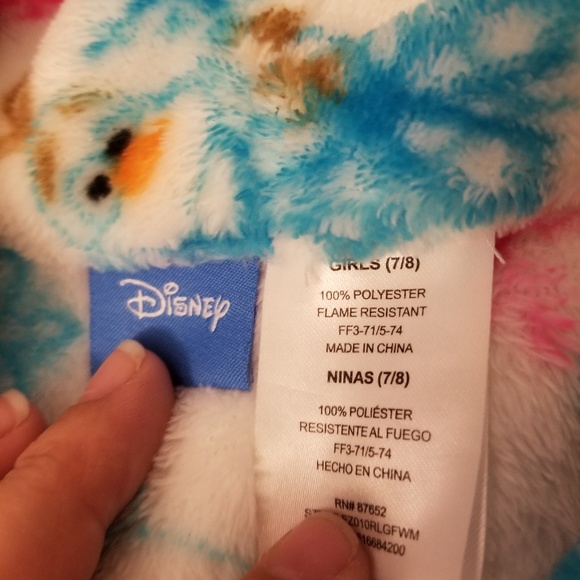 Disney
GIRLS (7/8)
100% POLYESTER
FLAME RESISTANT
FF3-71/5-74
MADE IN CHINA
NINAS (7/8)
100% POLIÉSTER
RESISTENTE AL FUEGO
FF3-71/5-74
HECHO EN CHINA
RN# 87652